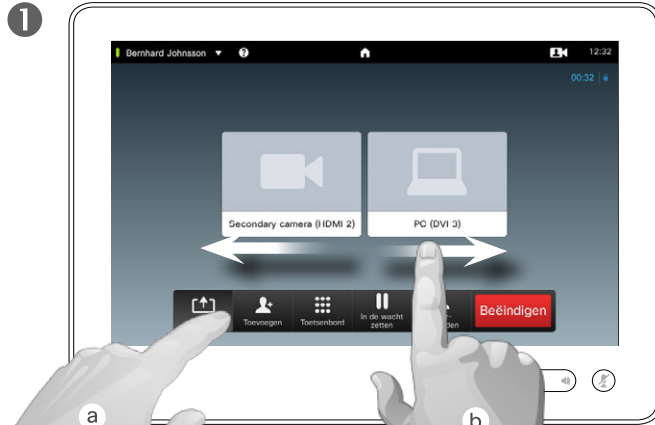 1
Bernhard Johnsson
?
12:32
00:32
Secondary camera (HDMI 2)
PC (DVI 3)
Toevoegen
Toetsenbord
In de wacht
zetten
Beëindigen
a
b